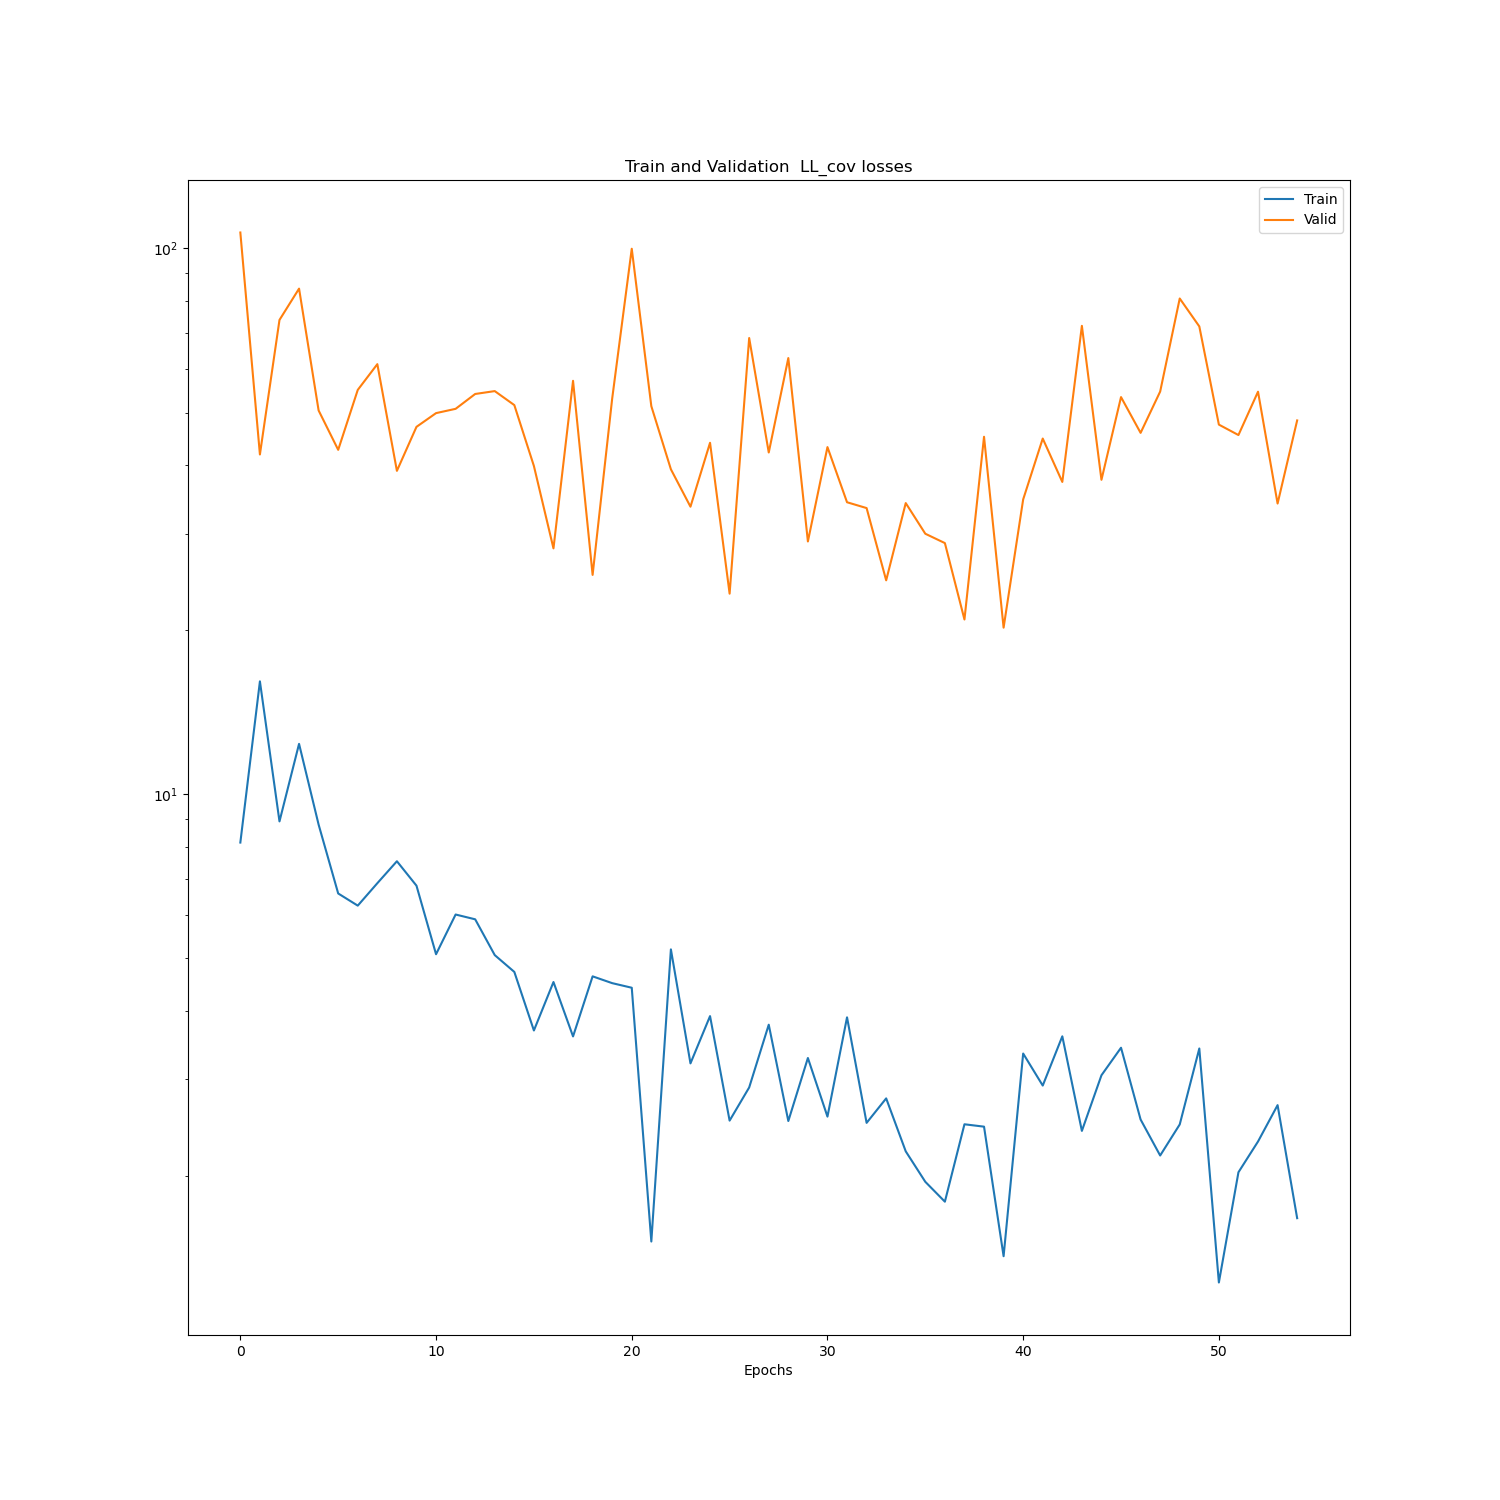 Train and Validation  LL_cov losses
Train
Valid
10²
10¹
0 10 20 30 40 50
Epochs